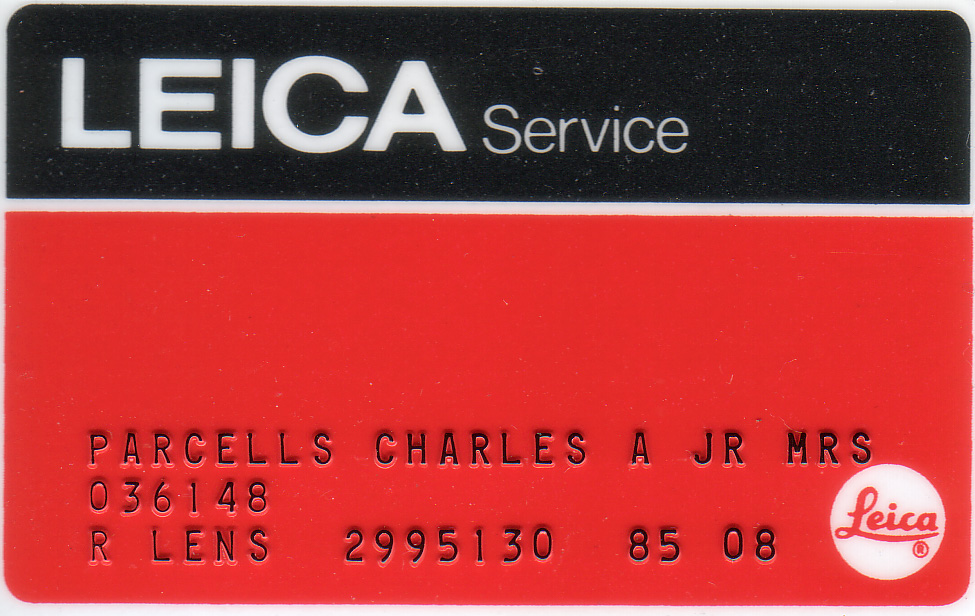 LEICA Service
PARCELLS CHARLES A JR MRS
036148
R LENS 2995130 85 08
Leica
®